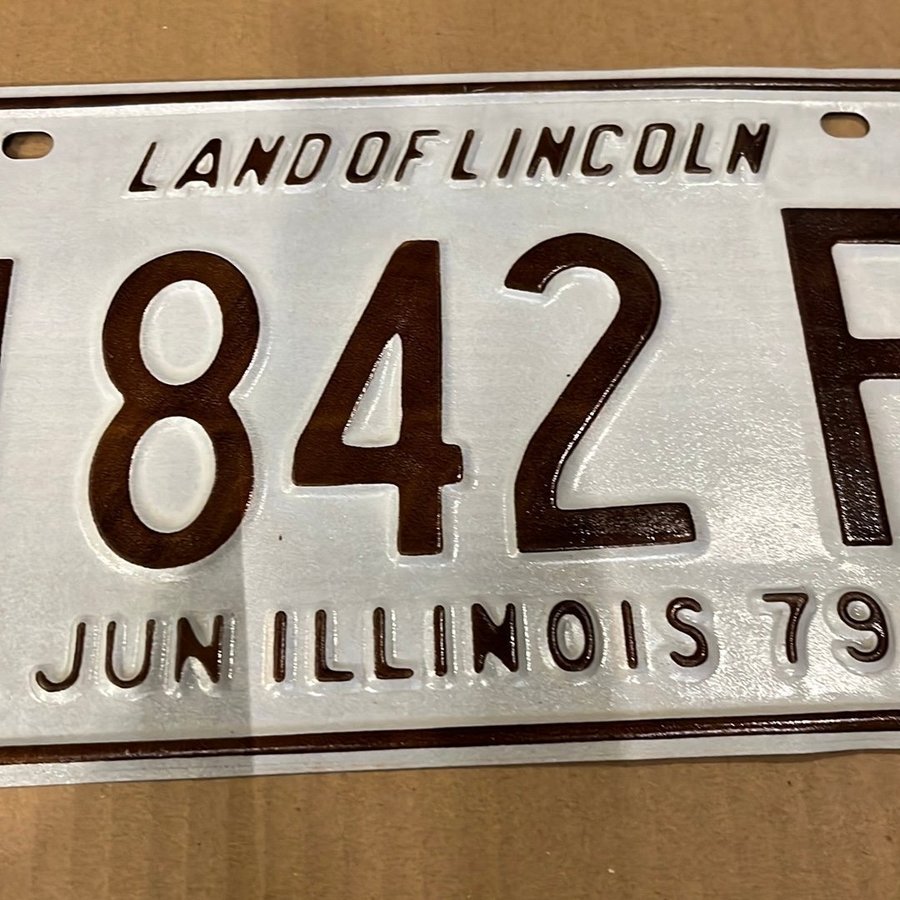 LAND OF LINCOLN
842
JUN ILLINOIS 79